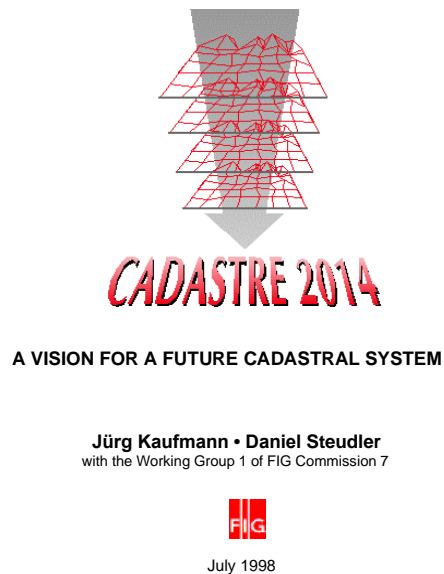 CADASTRE 2014
A VISION FOR A FUTURE CADASTRAL SYSTEM
Jürg Kaufmann • Daniel Steudler
with the Working Group 1 of FIG Commission 7
FIG
July 1998